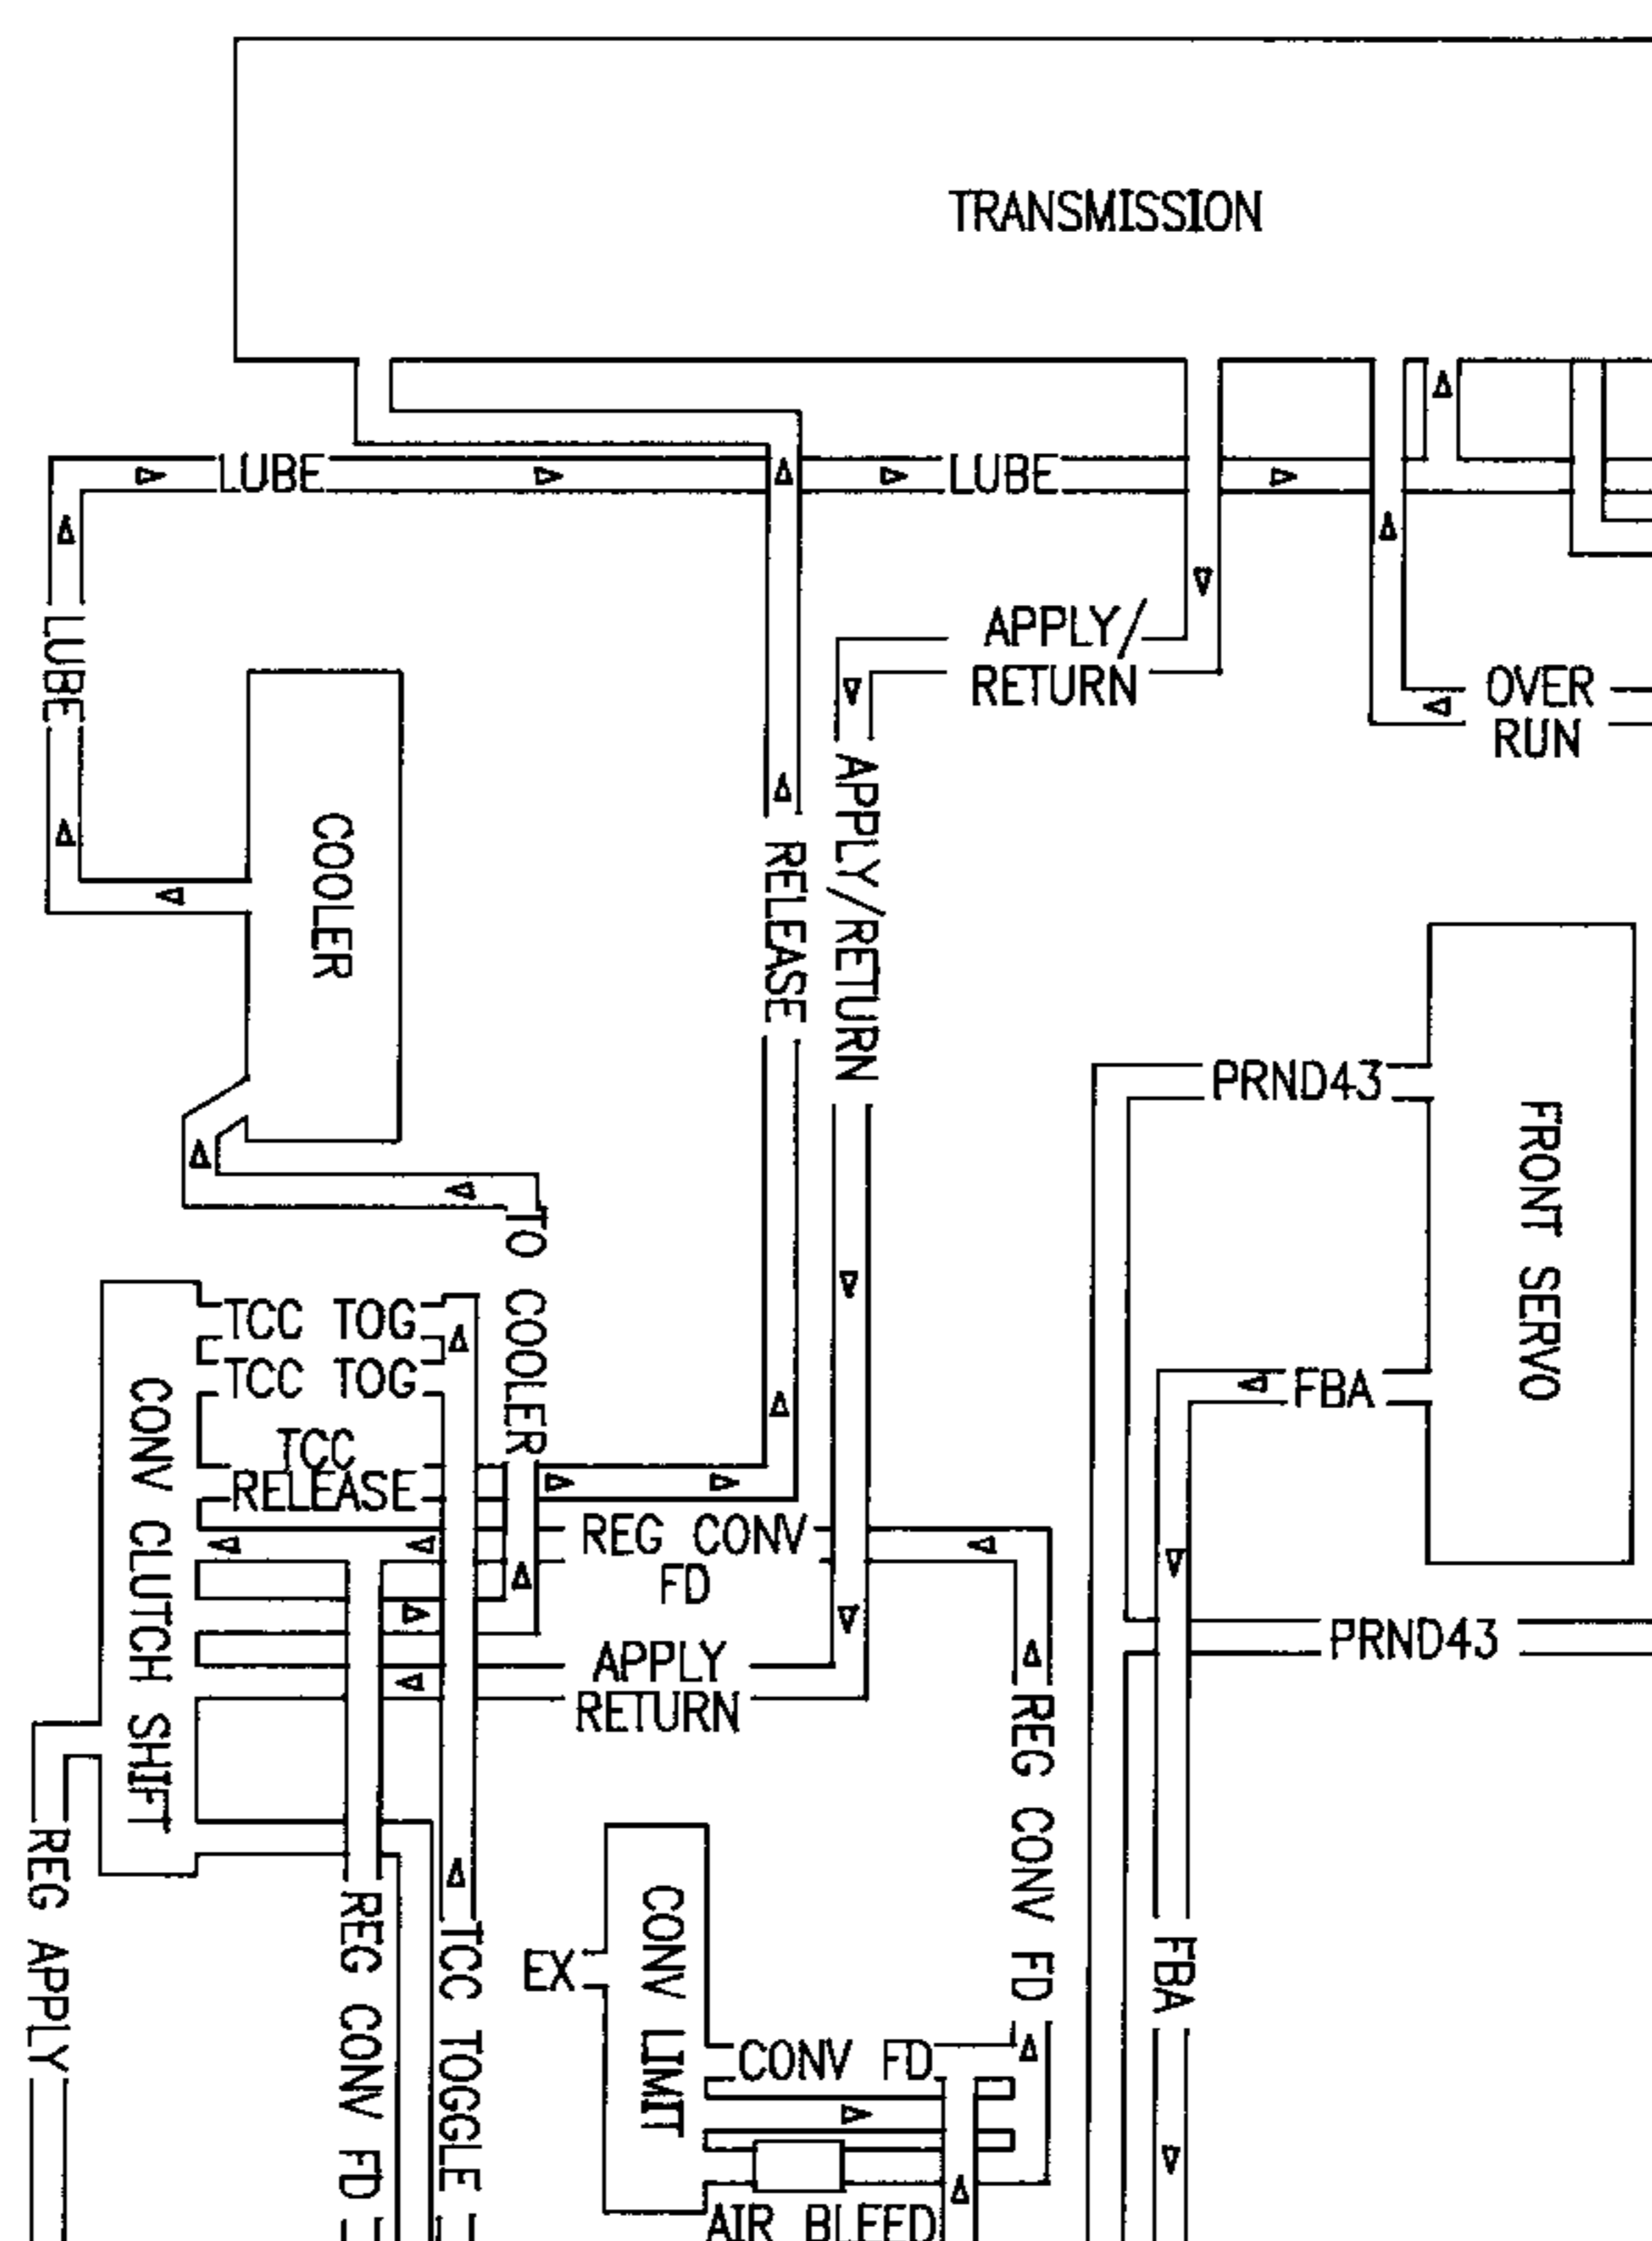 TRANSMISSION
LUBE
LUBE
LUBE
APPLY/
RETURN
OVER
RUN
COOLER
RELEASE
APPLY/RETURN
PRND43
FRONT SERVO
TO COOLER
TCC TOG
TCC TOG
TCC
RELEASE
FBA
CONV CLUTCH SHIFT
REG CONV
FD
PRND43
APPLY
RETURN
REG CONV FD
REG APPLY
REG CONV FD
TCC TOGGLE
EX
CONV LIMIT
FBA
CONV FD
AIR BLEED